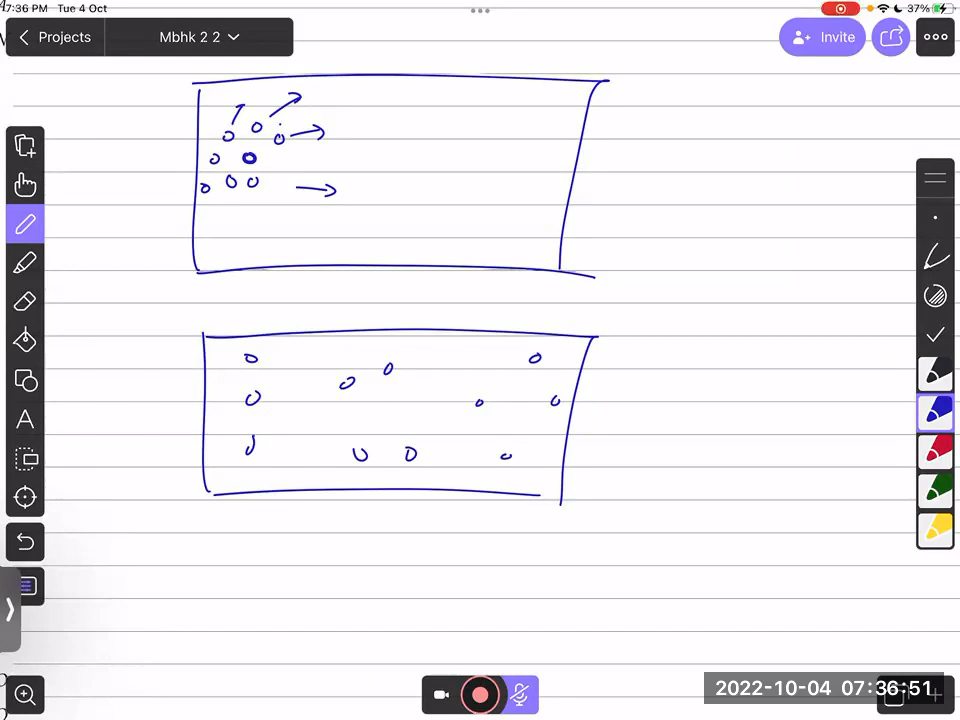 7:36 PM Tue 4 Oct
37%
Projects
Mbhk 2 2
Invite
A
2022-10-04 07:36:51